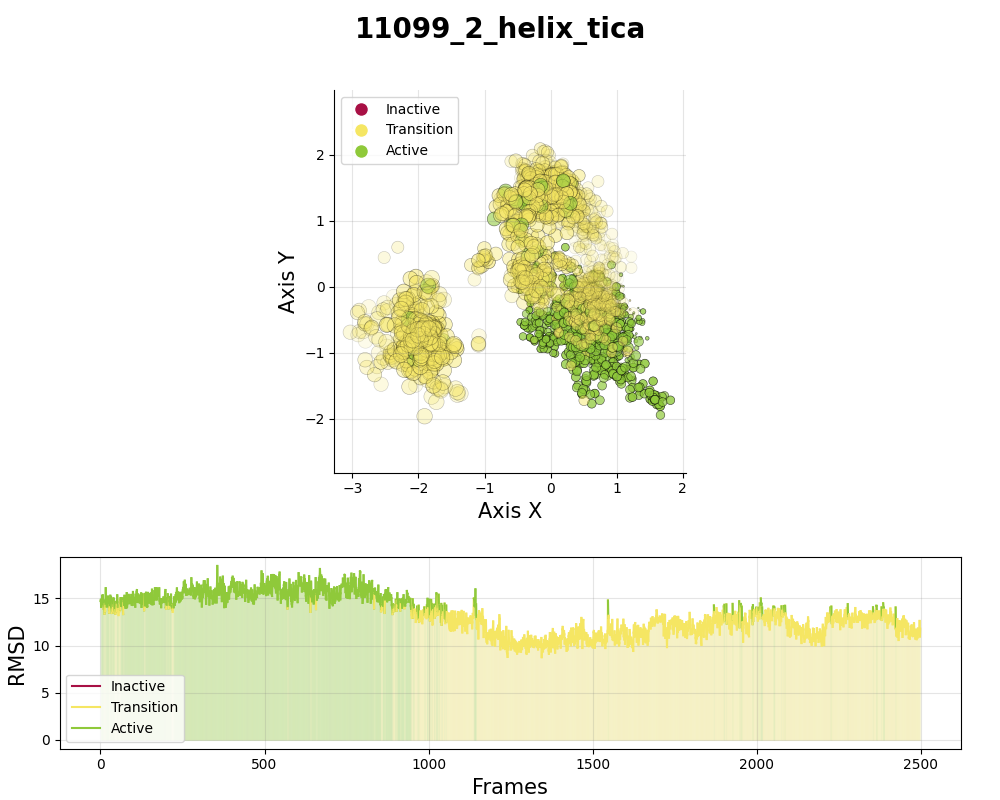 11099_2_helix_tica
Inactive
Transition
Active
2
1
0
−1
−2
Axis Y
−3 −2 −1 0 1 2
Axis X
15
10
5
0
RMSD
Inactive
Transition
Active
0 500 1000 1500 2000 2500
Frames